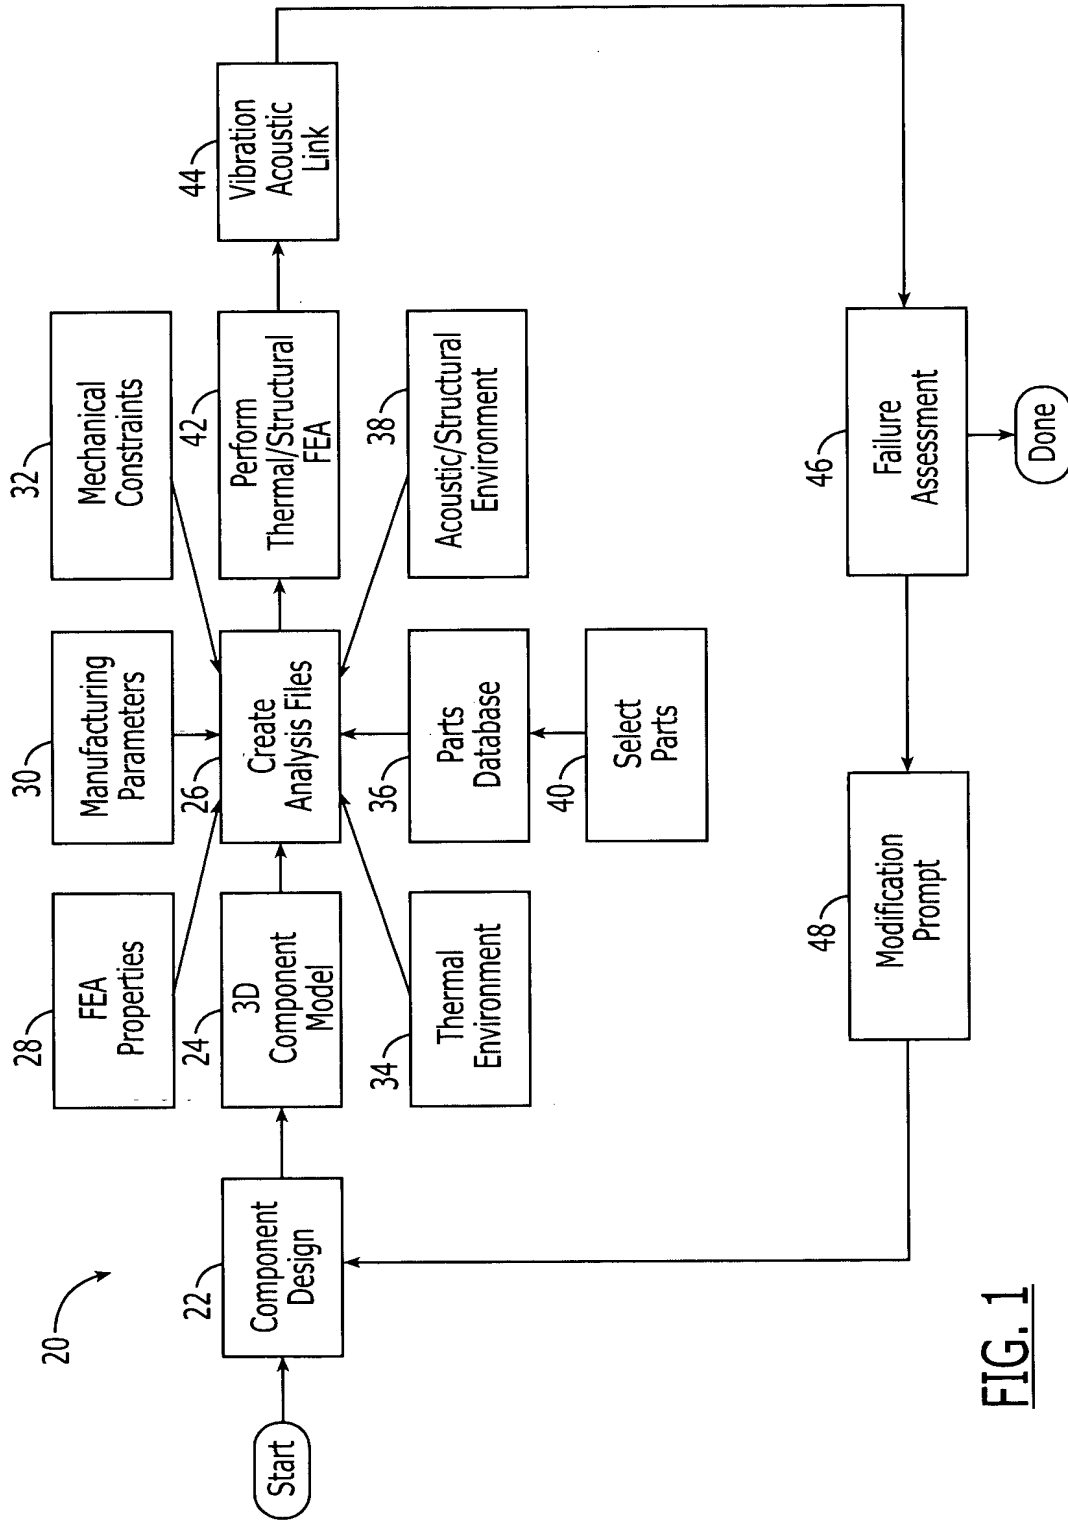 20
Start
22
Component
Design
28
FEA
Properties
24
3D
Component
Model
34
Thermal
Environment
30
Manufacturing
Parameters
26
Create
Analysis Files
36
Parts
Database
40
Select
Parts
32
Mechanical
Constraints
42
Perform
Thermal/Structural
FEA
38
Acoustic/Structural
Environment
44
Vibration
Acoustic
Link
46
Failure
Assessment
Done
48
Modification
Prompt
FIG. 1